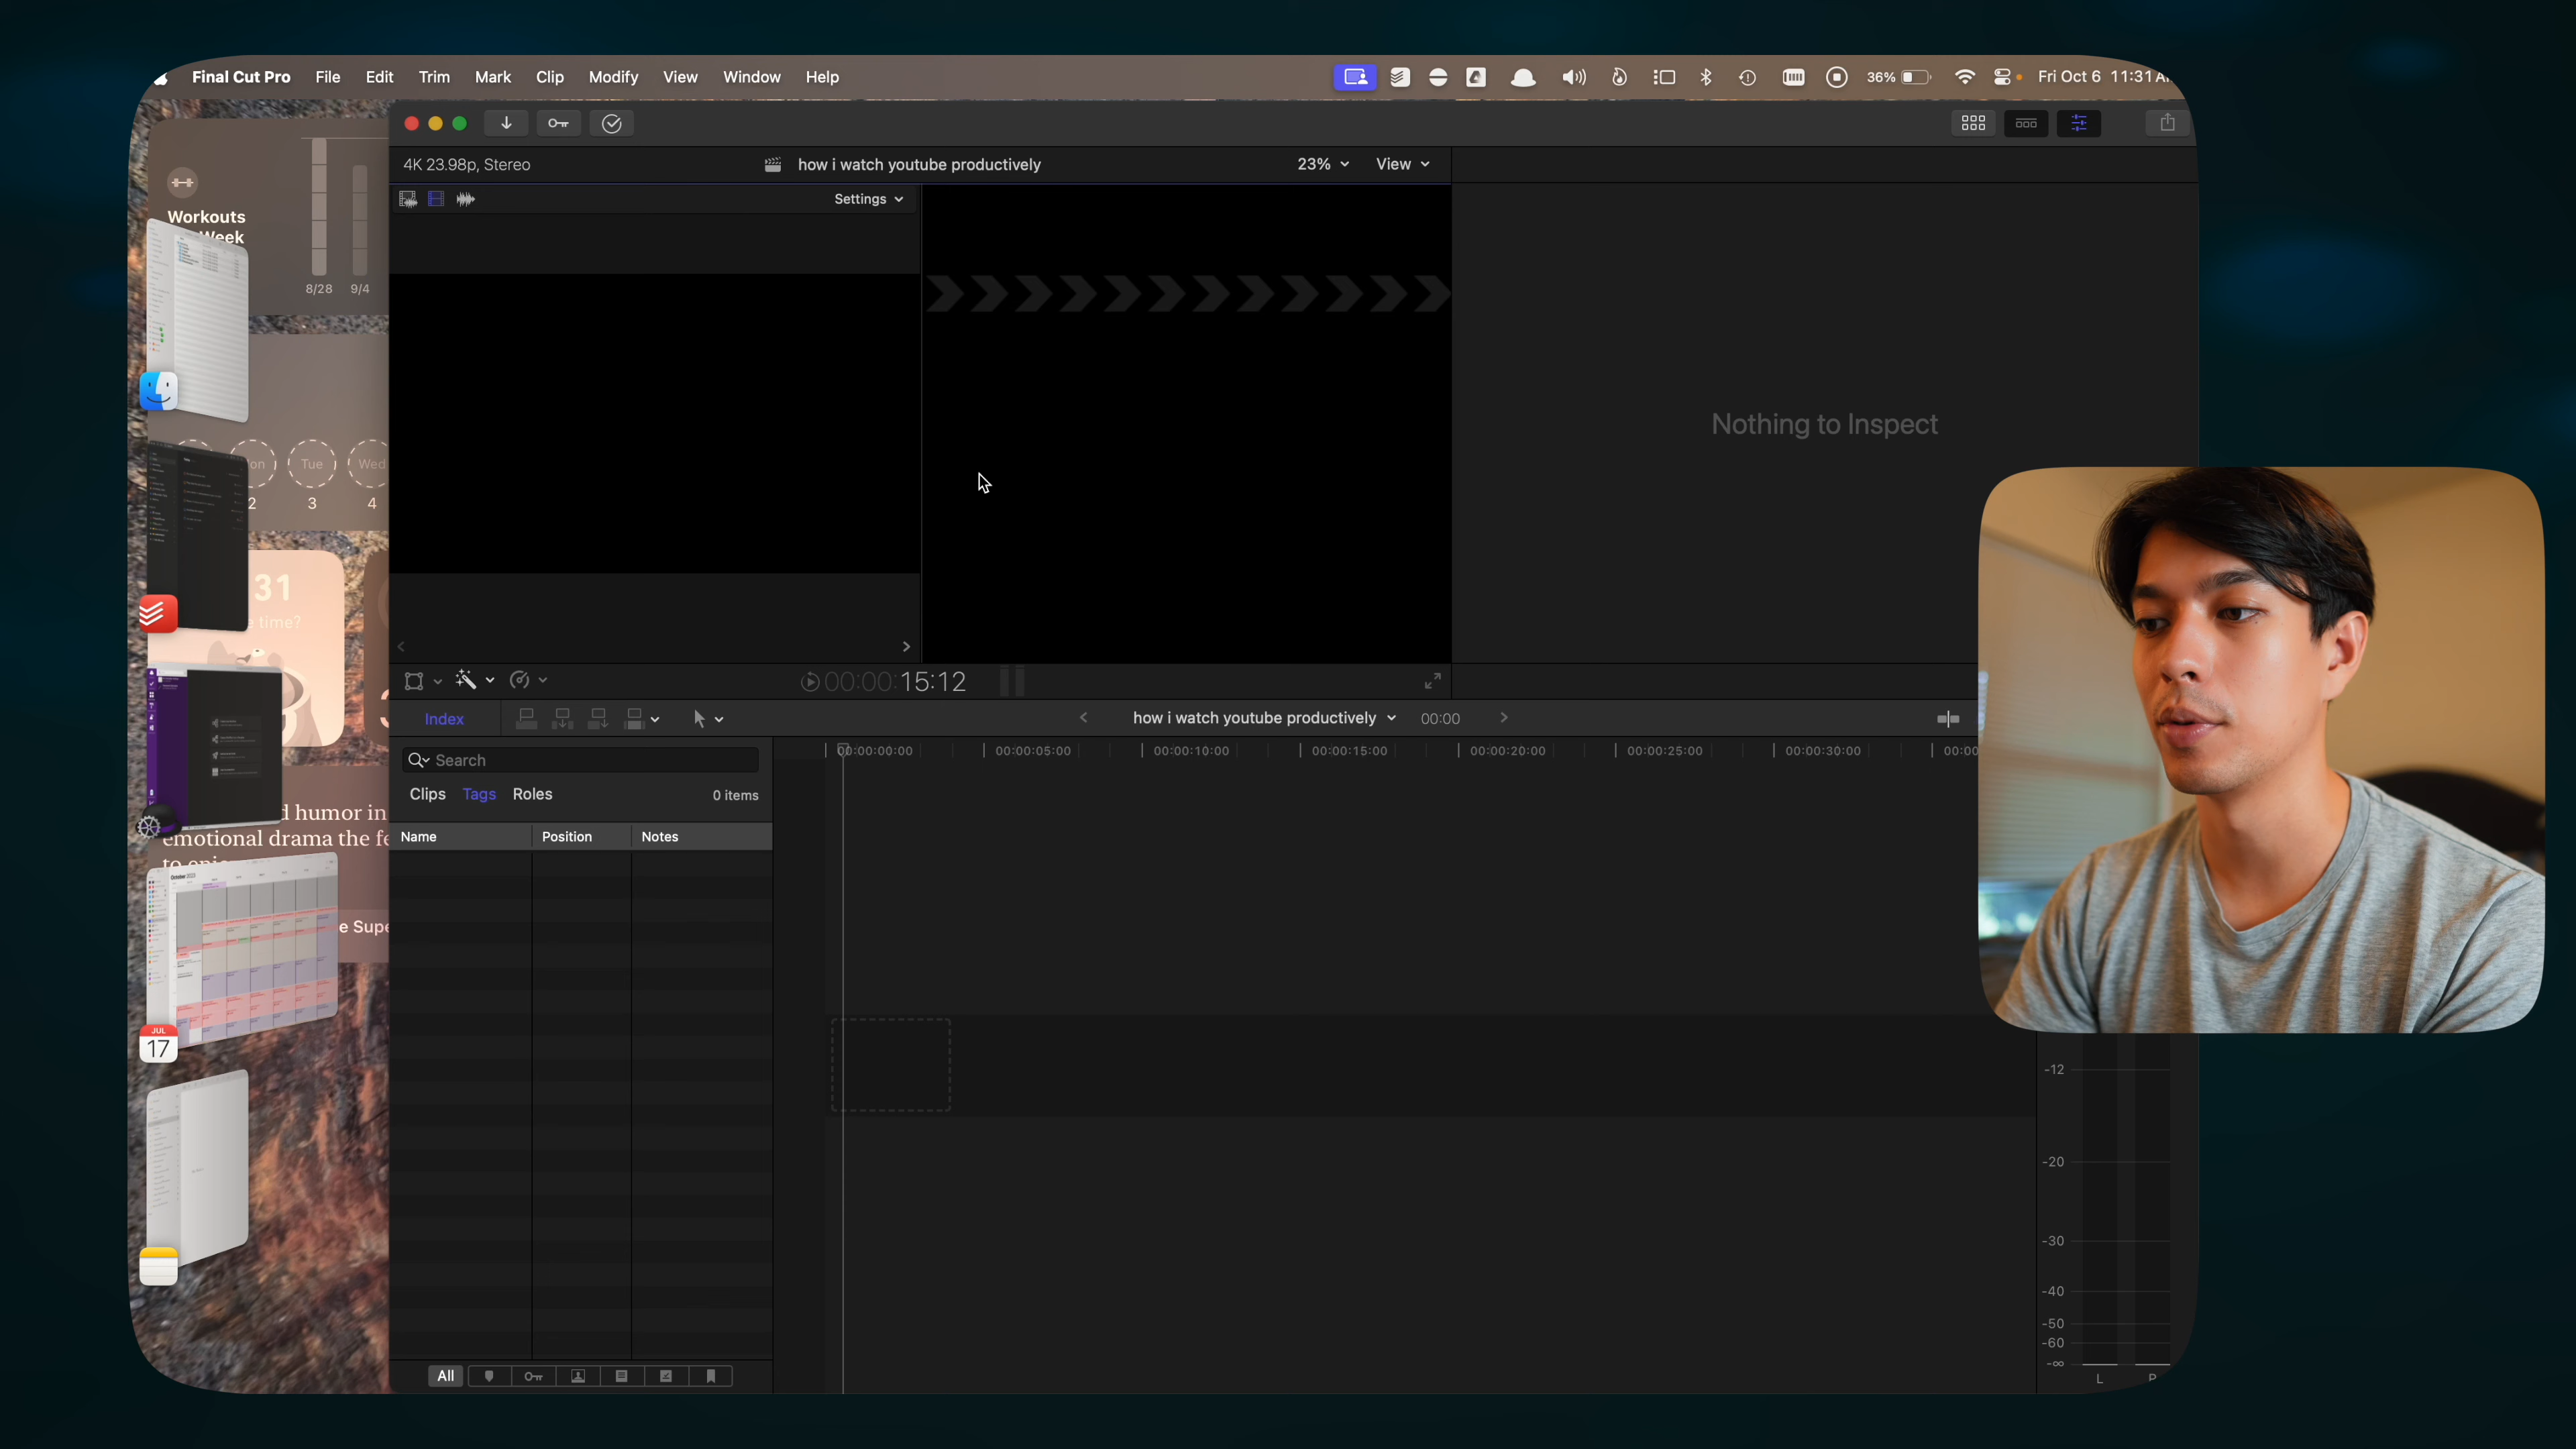 Final Cut Pro File Edit Trim Mark Clip Modify View Window Help
36% Fri Oct 6 11:31
4K 23.98p, Stereo
how i watch youtube productively
23% View
Settings
Workouts
Week
8/28 9/4
Tue Wed
2 3 4
31
time?
humor in
emotional drama the
JUL
17
Nothing to Inspect
00:00:15:12
Index
how i watch youtube productively 00:00
00:00:00:00 00:00:05:00 00:00:10:00 00:00:15:00 00:00:20:00 00:00:25:00 00:00:30:00
Search
Clips Tags Roles 0 items
Name Position Notes
All
-12
-20
-30
-40
-50
-60
-∞
L